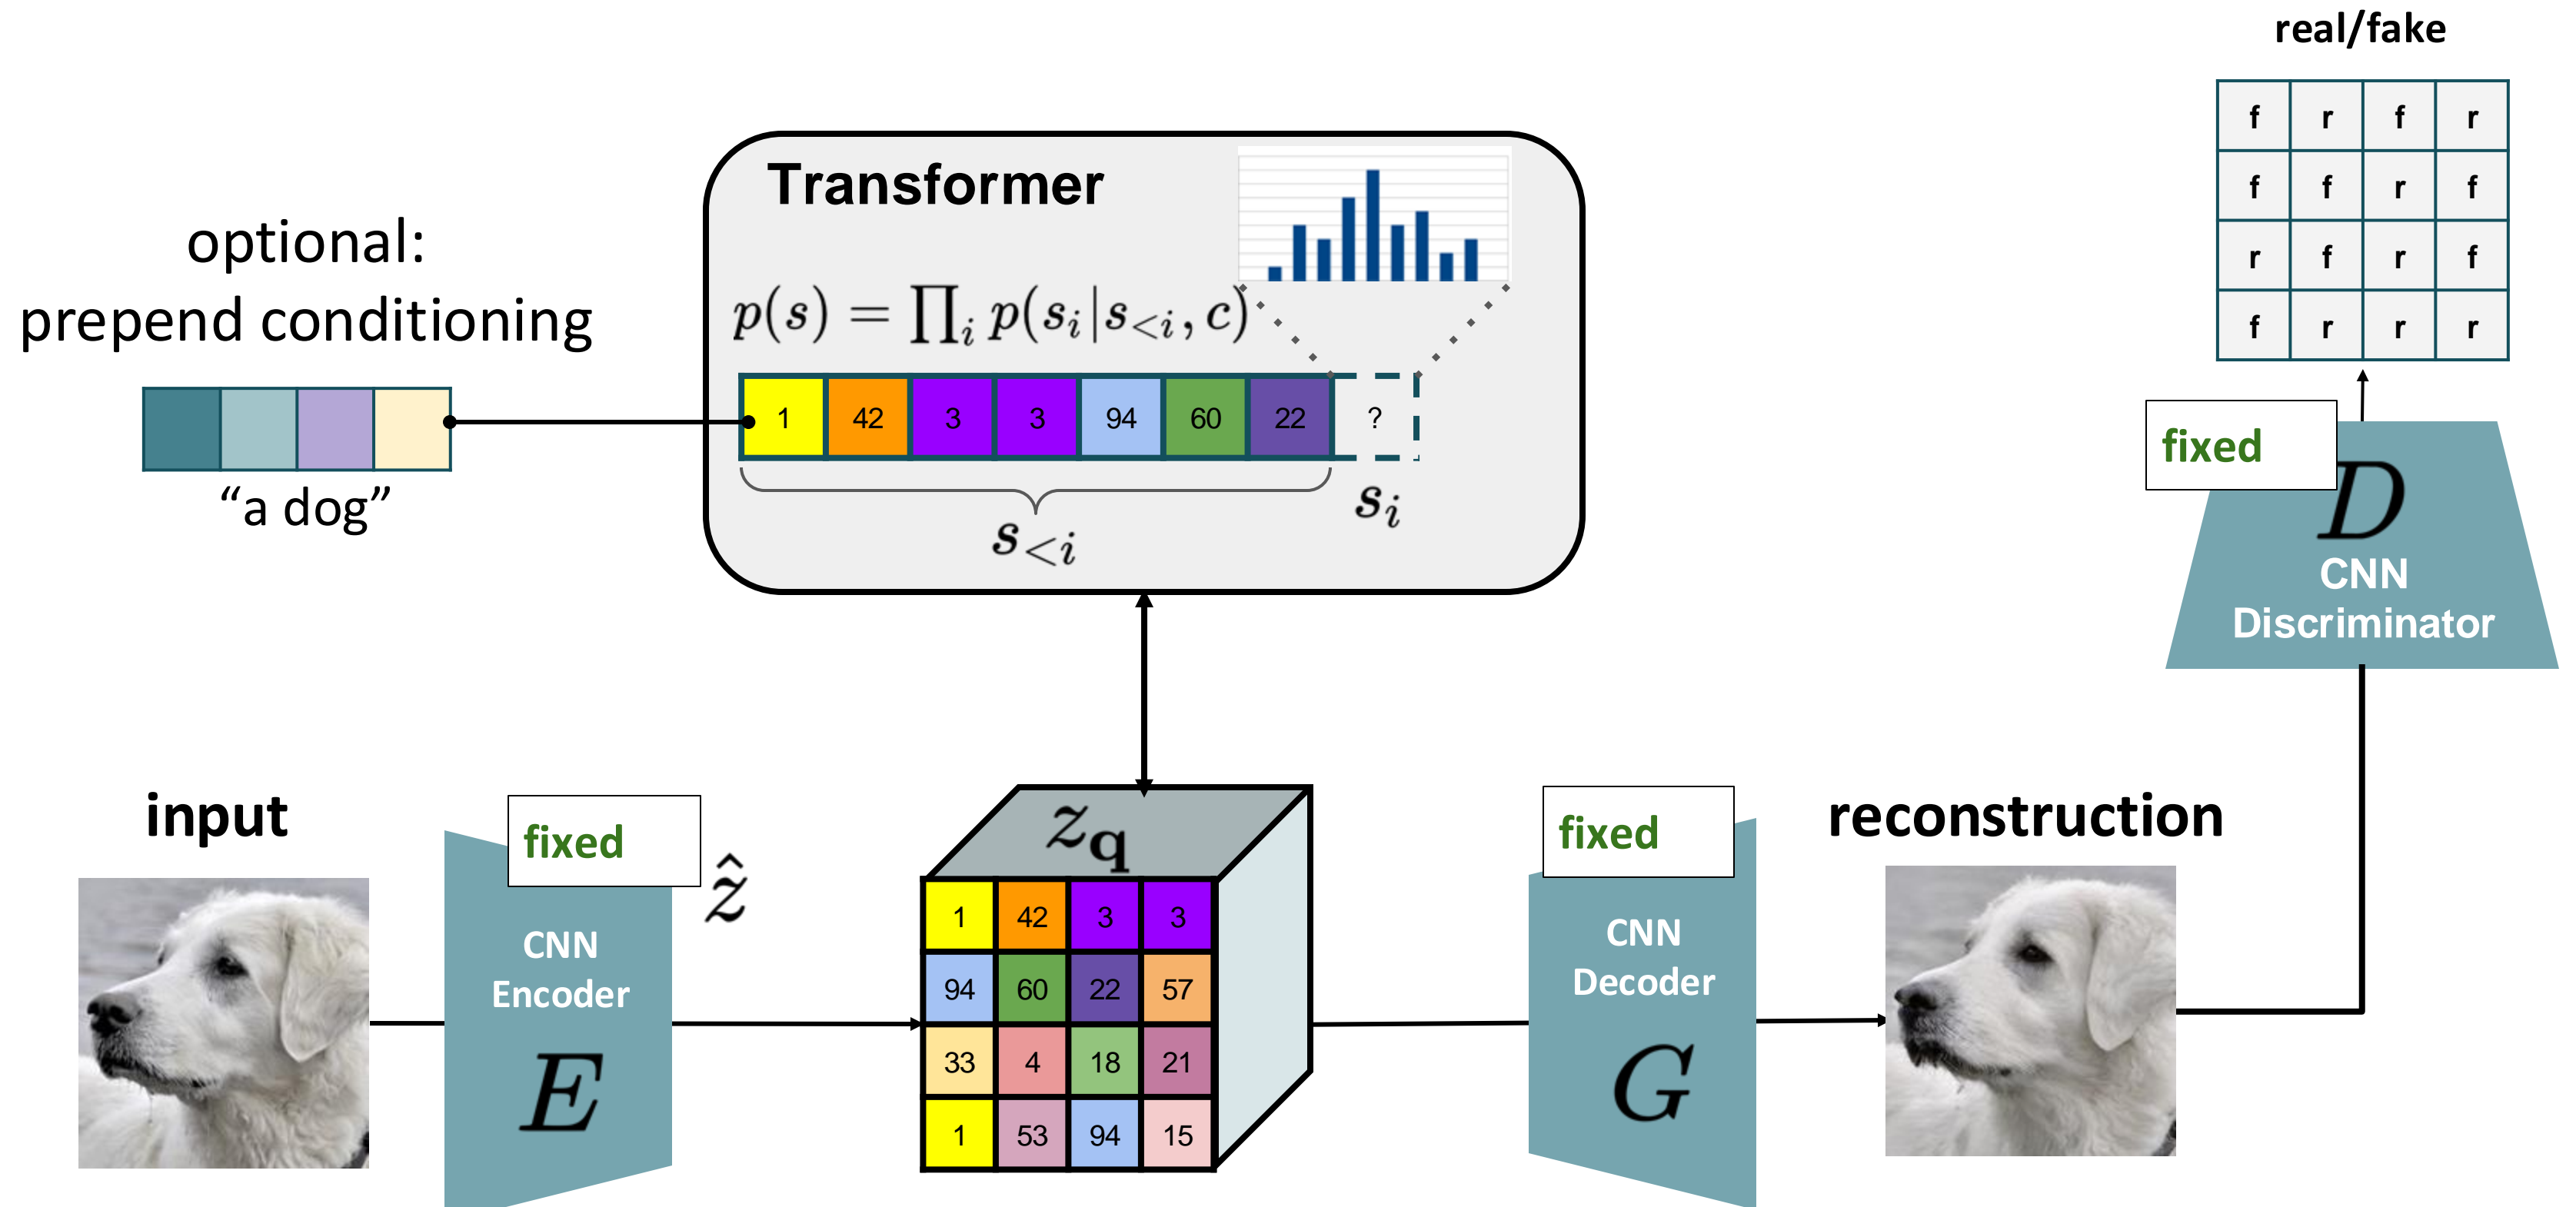 real/fake
f r f r
f f r f
r f r f
f r r r
Transformer
optional:
prepend conditioning
p(s) = ∏ᵢ p(sᵢ|s<ᵢ, c)
1 42 3 3 94 60 22 ?
s<ᵢ
sᵢ
“a dog”
fixed
D
CNN
Discriminator
input
fixed
ẑ
CNN
Encoder
E
z_q
1 42 3 3
94 60 22 57
33 4 18 21
1 53 94 15
fixed
CNN
Decoder
G
reconstruction